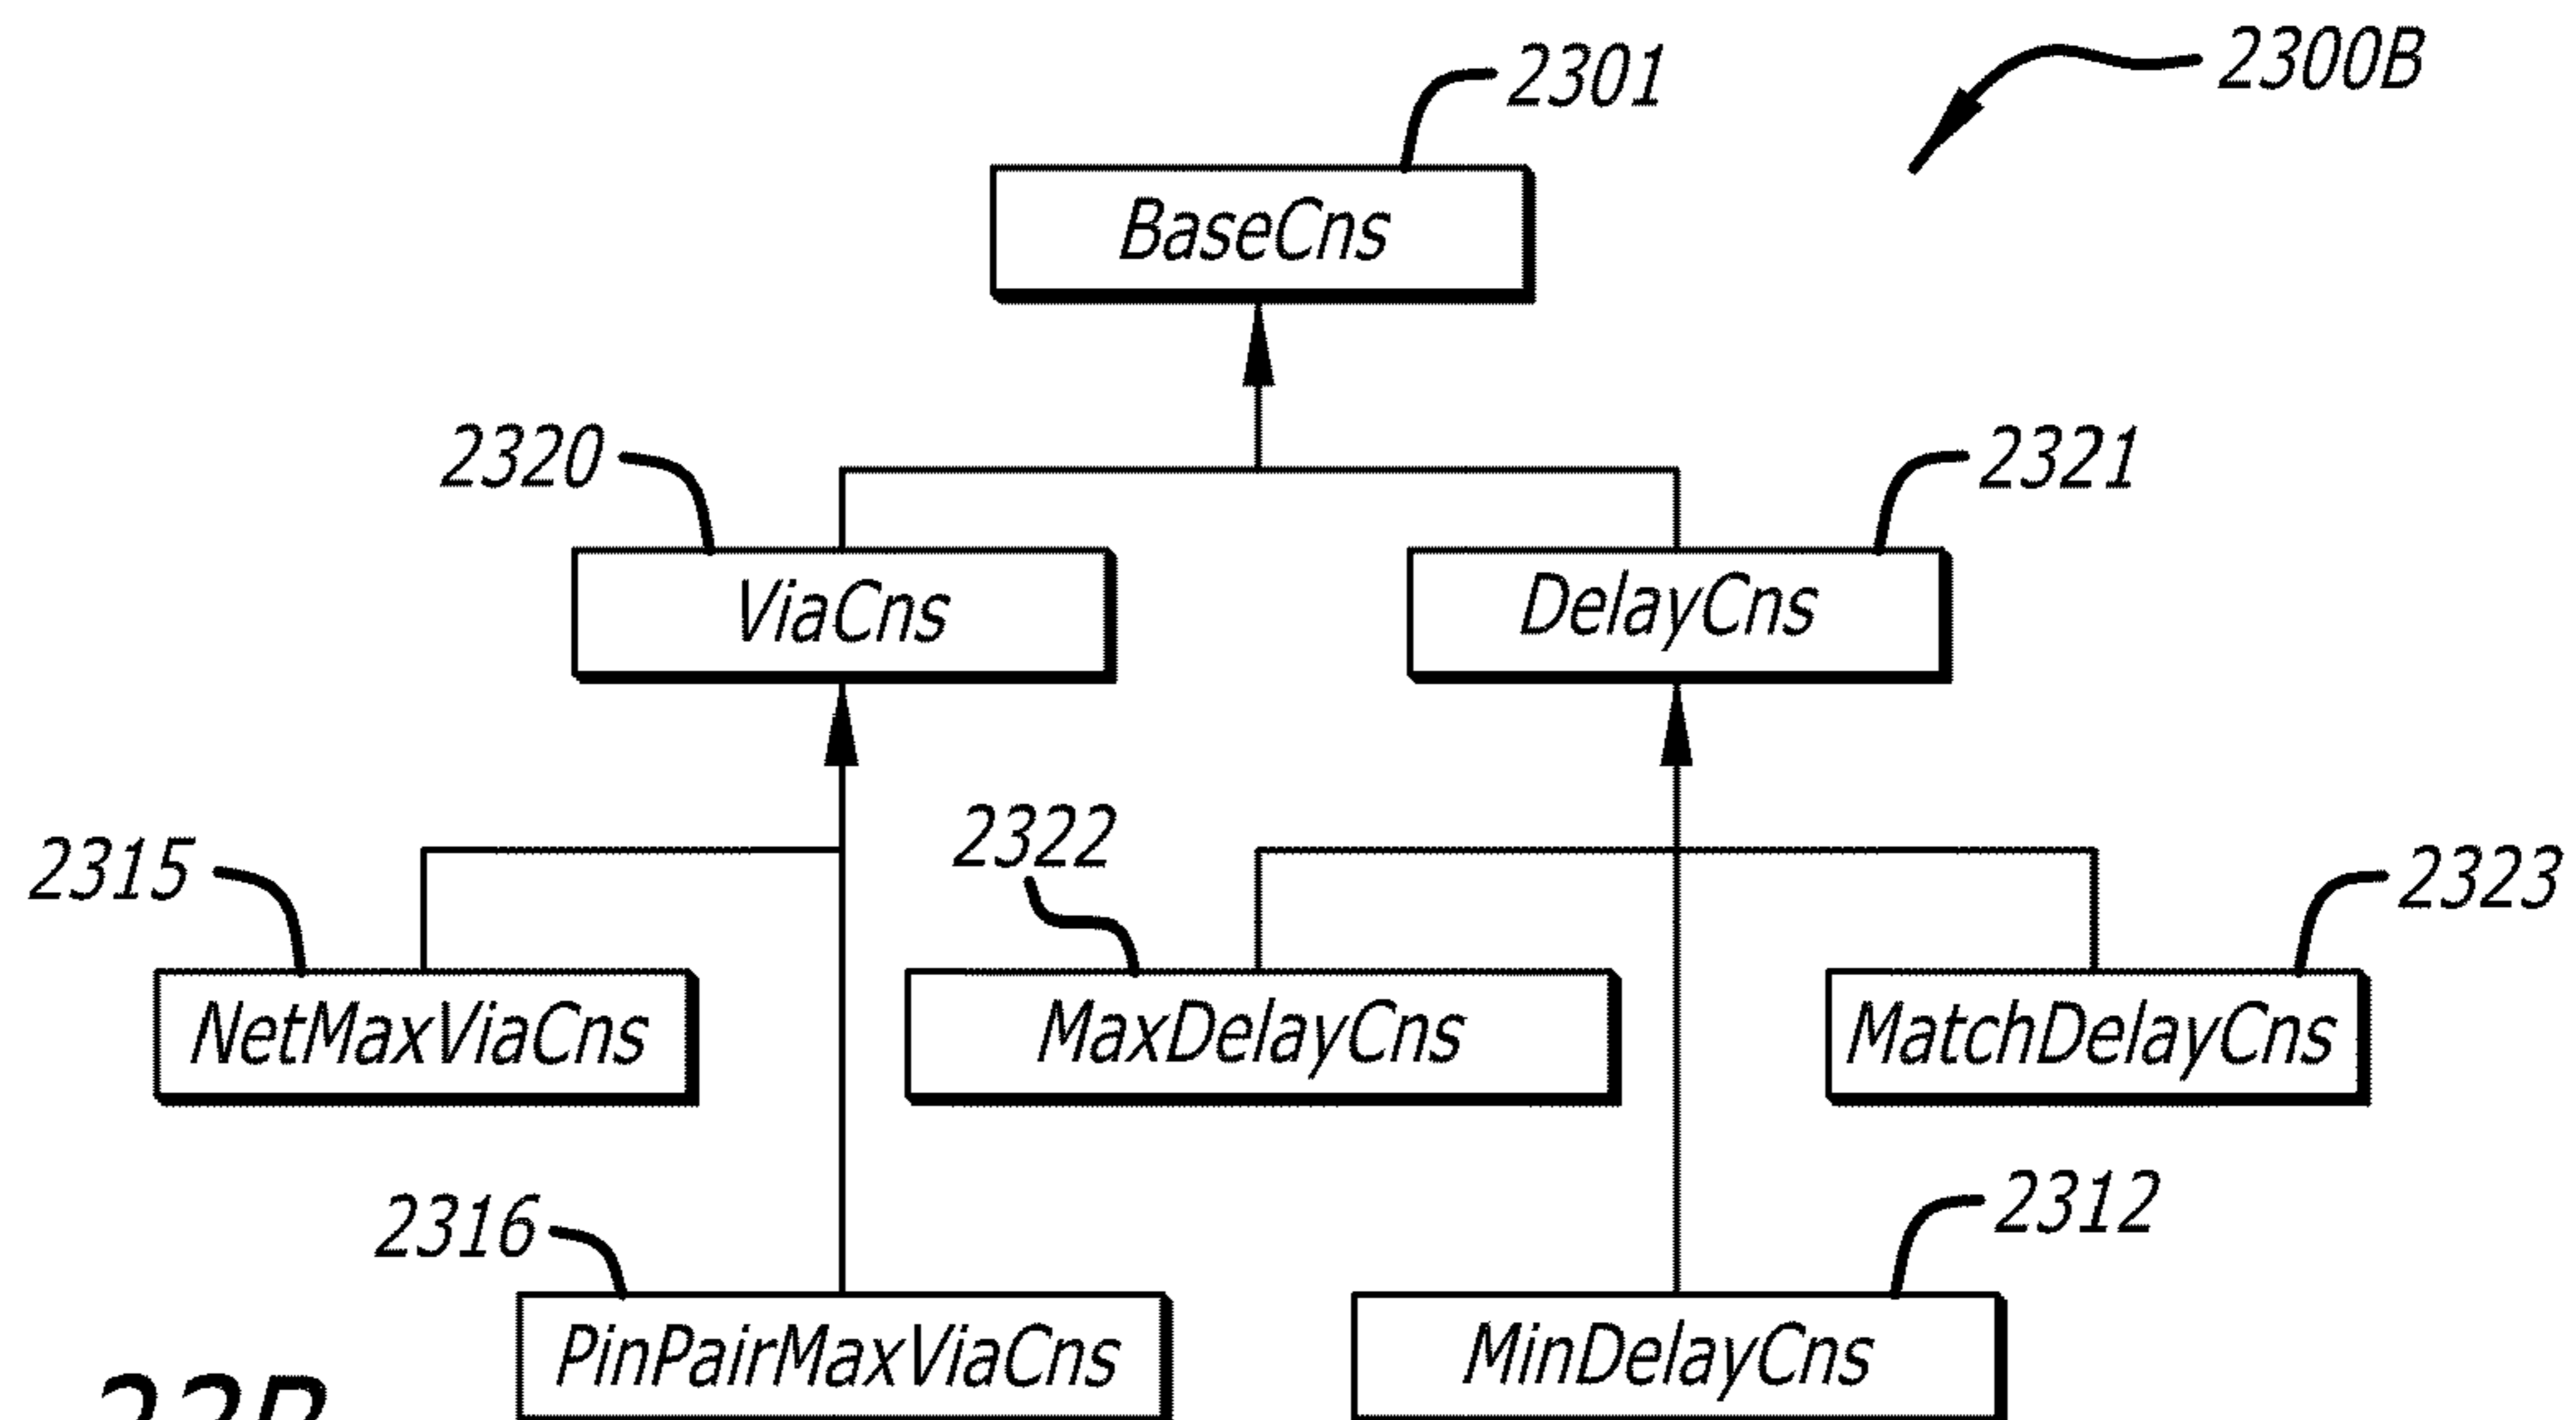 2300B
2301
BaseCns
2320
2321
ViaCns
DelayCns
2315
2322
2323
NetMaxViaCns
MaxDelayCns
MatchDelayCns
2316
2312
PinPairMaxViaCns
MinDelayCns